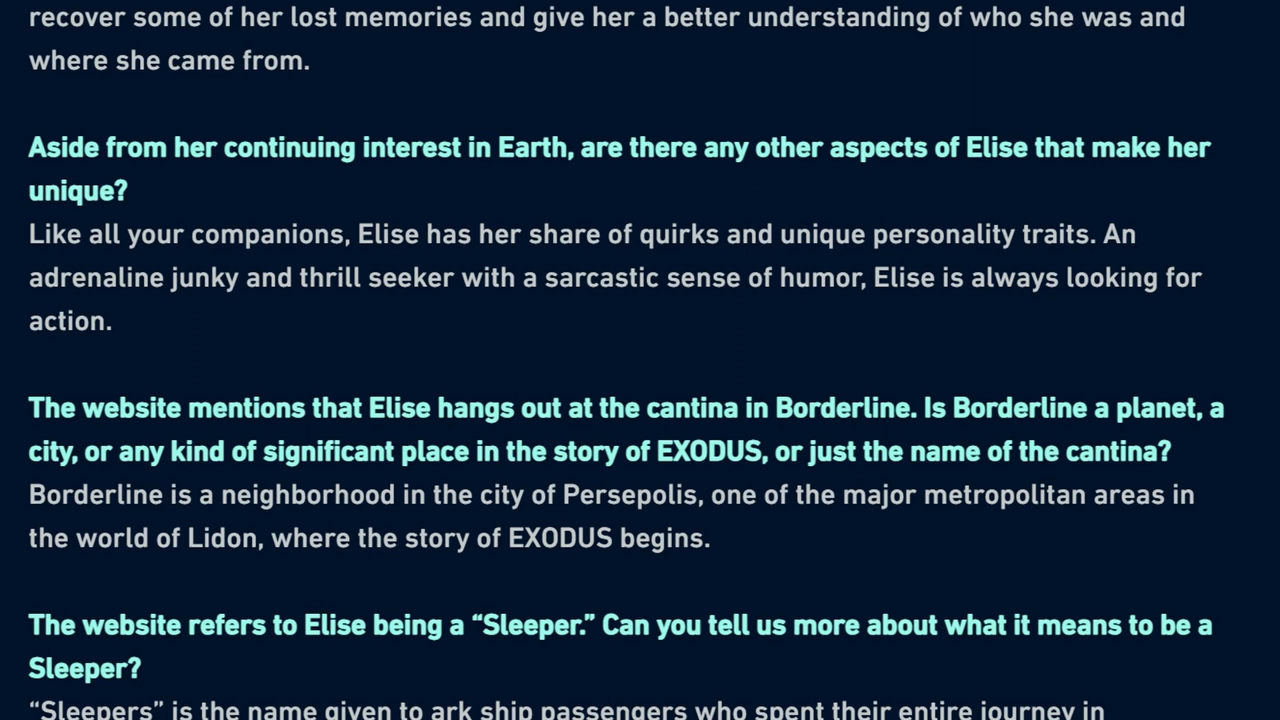 recover some of her lost memories and give her a better understanding of who she was and
where she came from.
Aside from her continuing interest in Earth, are there any other aspects of Elise that make her
unique?
Like all your companions, Elise has her share of quirks and unique personality traits. An
adrenaline junky and thrill seeker with a sarcastic sense of humor, Elise is always looking for
action.
The website mentions that Elise hangs out at the cantina in Borderline. Is Borderline a planet, a
city, or any kind of significant place in the story of EXODUS, or just the name of the cantina?
Borderline is a neighborhood in the city of Persepolis, one of the major metropolitan areas in
the world of Lidon, where the story of EXODUS begins.
The website refers to Elise being a “Sleeper.” Can you tell us more about what it means to be a
Sleeper?
“Sleepers” is the name given to ark ship passengers who spent their entire journey in